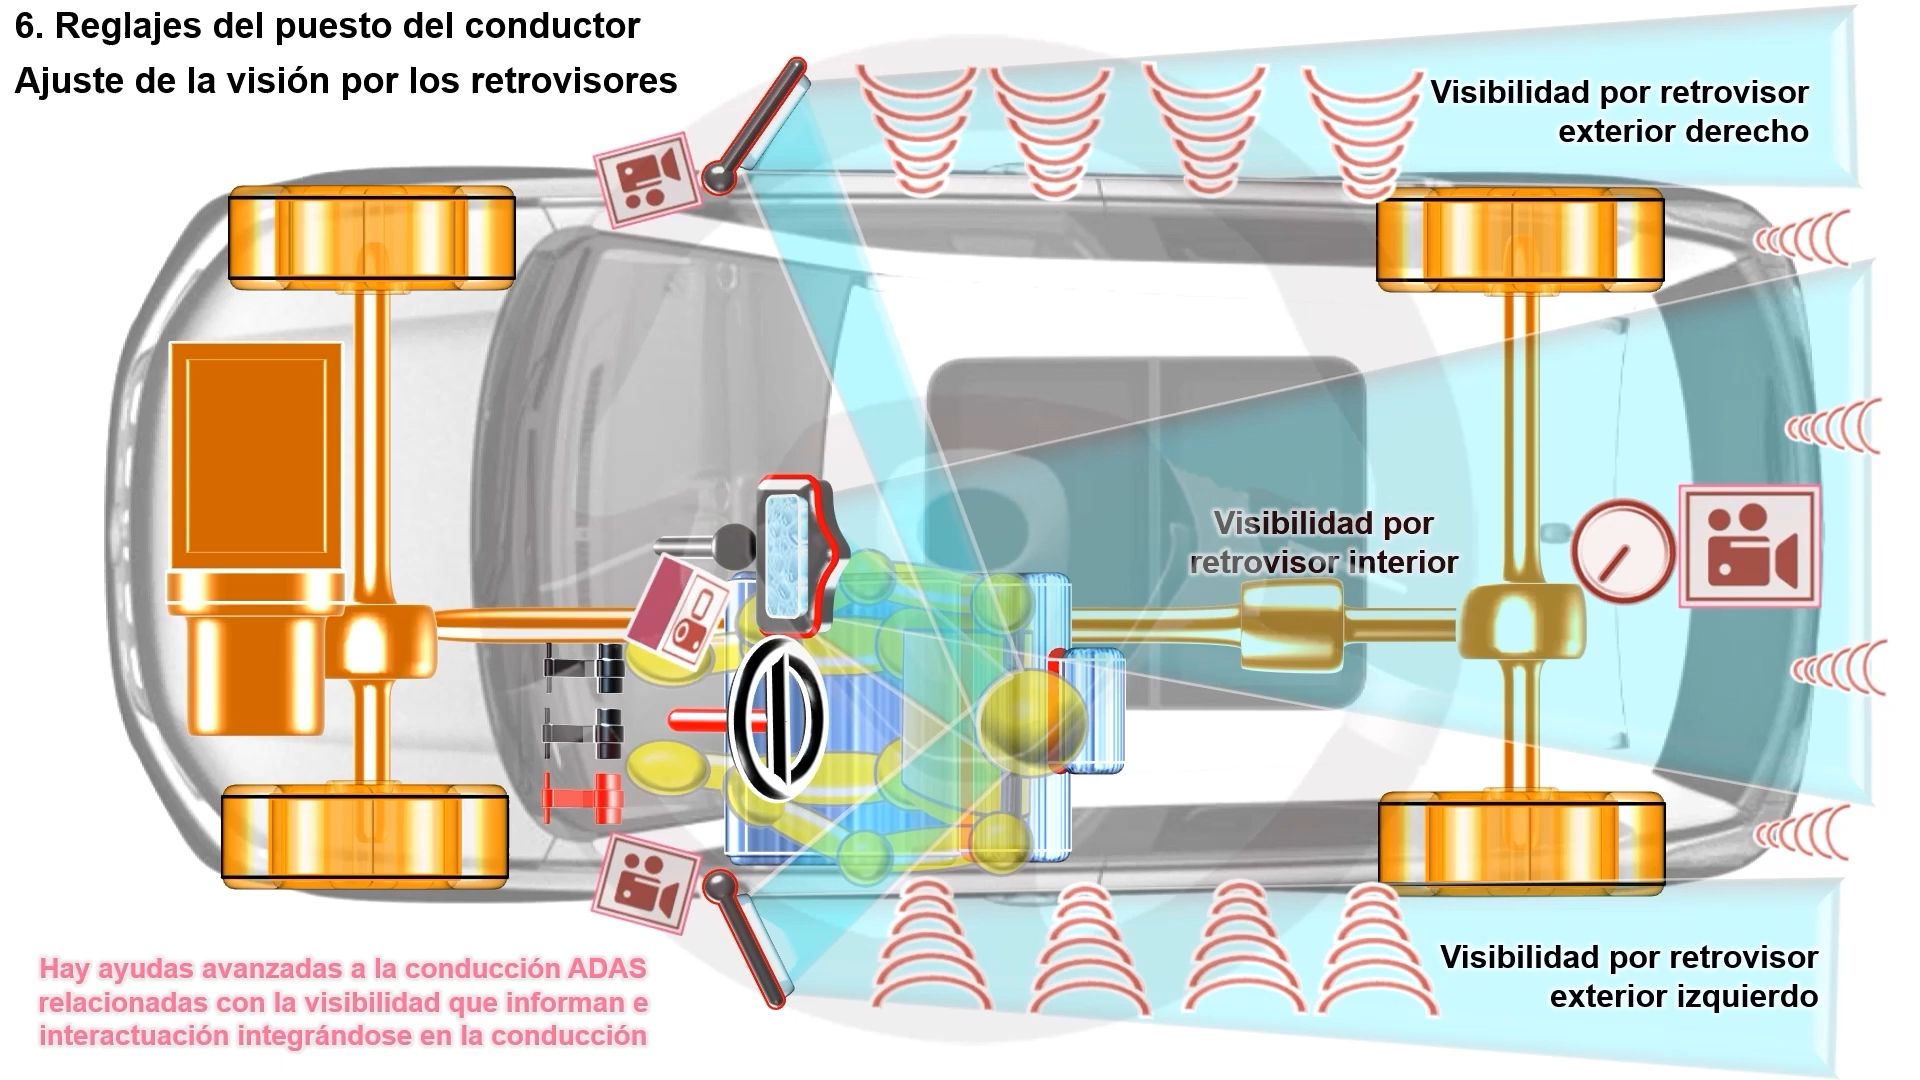 6. Reglajes del puesto del conductor
Ajuste de la visión por los retrovisores
Visibilidad por retrovisor
exterior derecho
Visibilidad por
retrovisor interior
Visibilidad por retrovisor
exterior izquierdo
Hay ayudas avanzadas a la conducción ADAS
relacionadas con la visibilidad que informan e
interactuación integrándose en la conducción